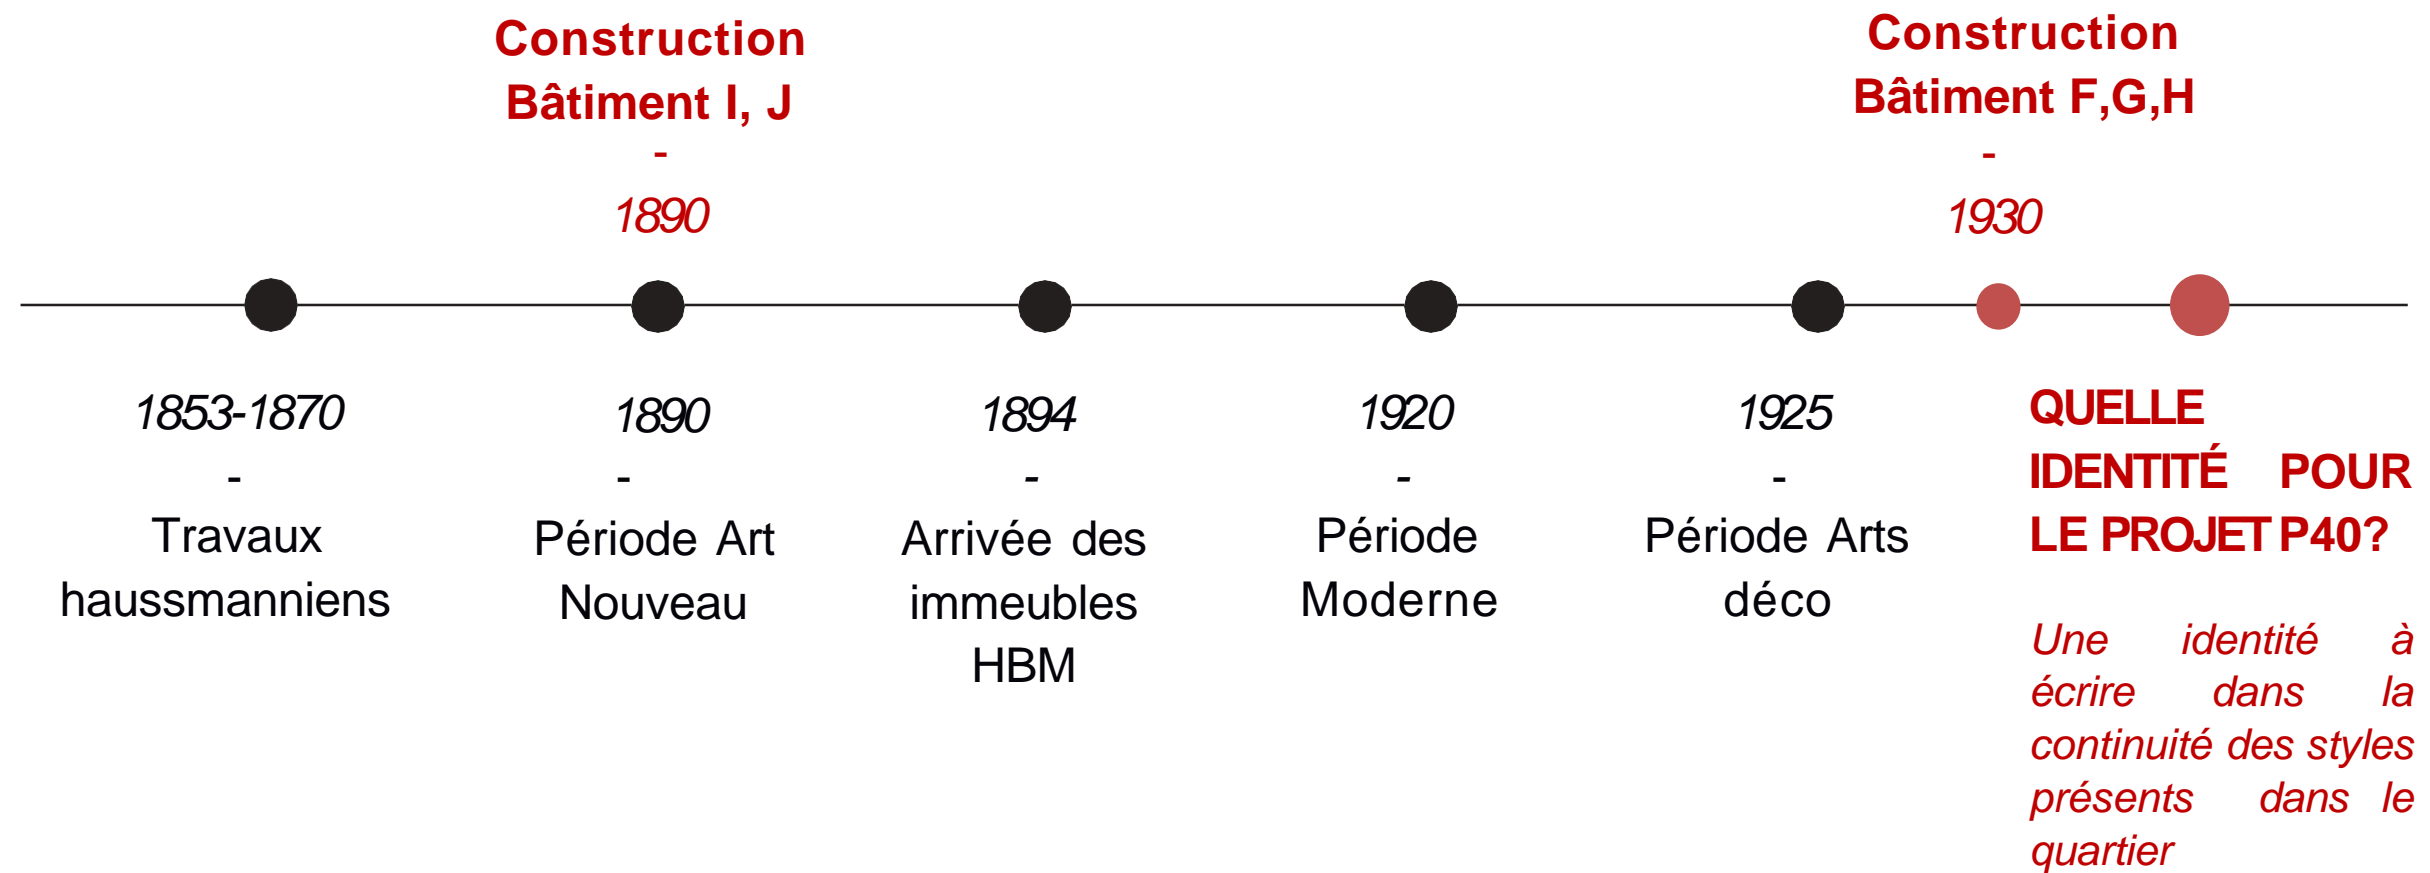 Construction
Bâtiment I, J
-
1890
Construction
Bâtiment F,G,H
-
1930
1853-1870
-
Travaux
haussmanniens
1890
-
Période Art
Nouveau
1894
-
Arrivée des
immeubles
HBM
1920
-
Période
Moderne
1925
-
Période Arts
déco
QUELLE
IDENTITÉ POUR
LE PROJET P40?
Une identité à
écrire dans la
continuité des styles
présents dans le
quartier